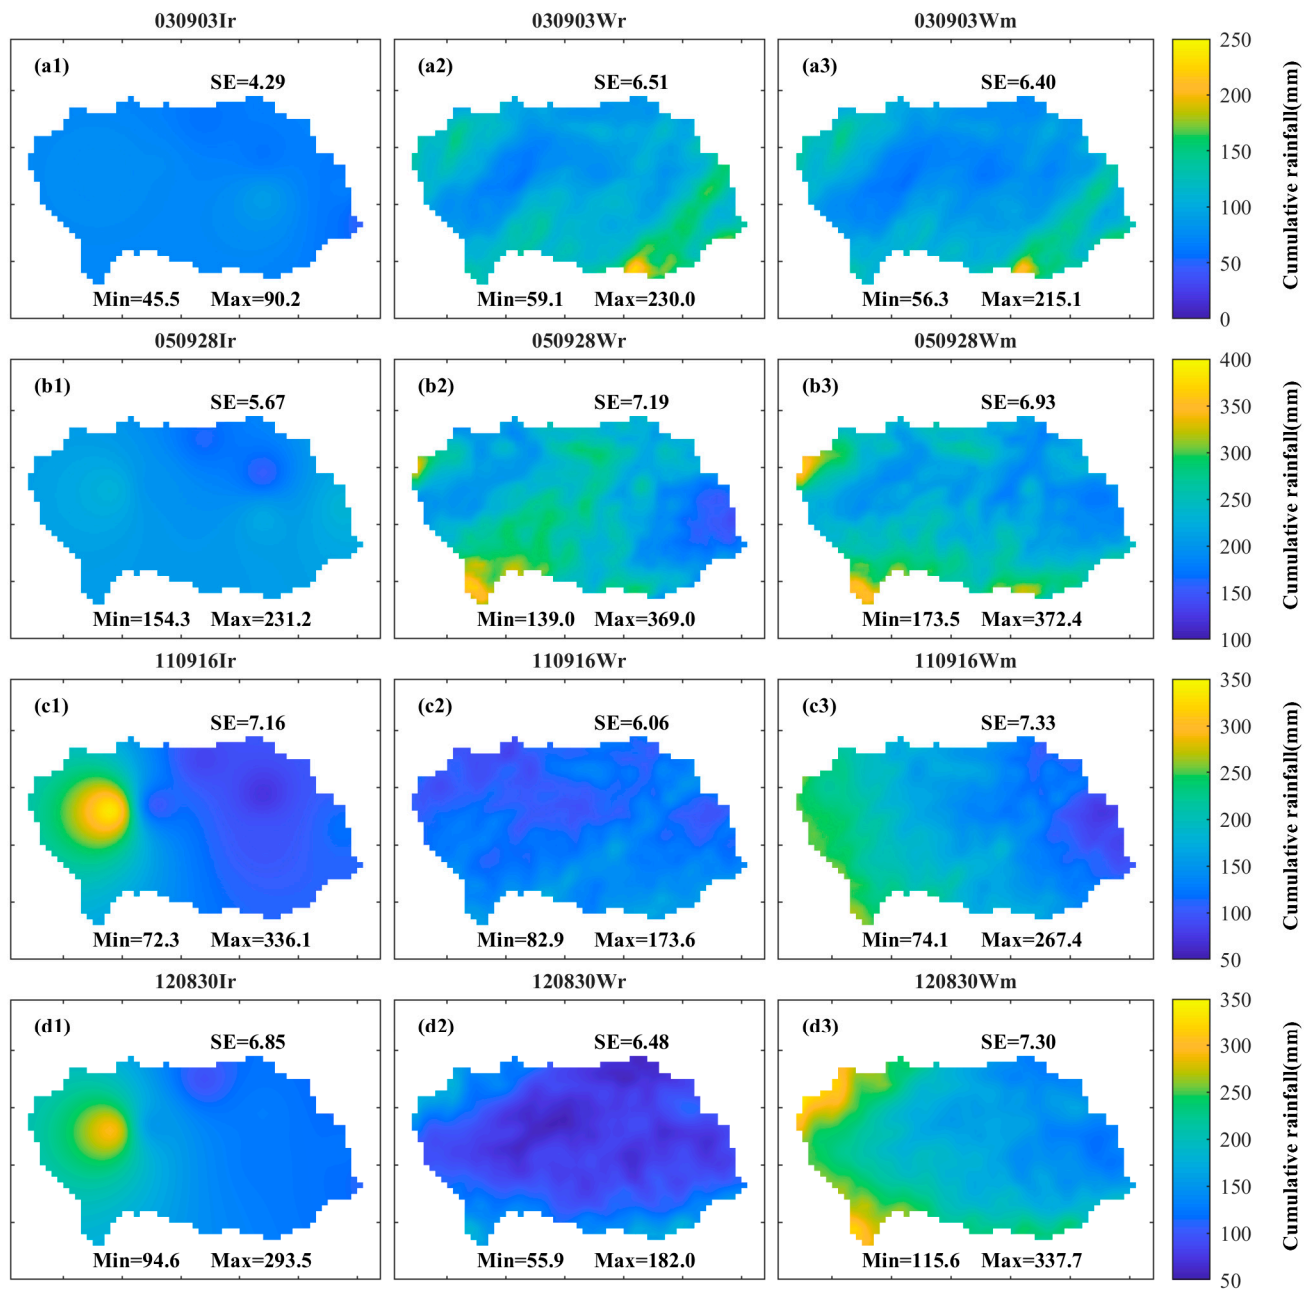 030903Ir 030903Wr 030903Wm
(a1) SE=4.29 (a2) SE=6.51 (a3) SE=6.40
Min=45.5 Max=90.2 Min=59.1 Max=230.0 Min=56.3 Max=215.1
250
200
150
100
50
0
Cumulative rainfall(mm)
050928Ir 050928Wr 050928Wm
(b1) SE=5.67 (b2) SE=7.19 (b3) SE=6.93
Min=154.3 Max=231.2 Min=139.0 Max=369.0 Min=173.5 Max=372.4
400
350
300
250
200
150
100
Cumulative rainfall(mm)
110916Ir 110916Wr 110916Wm
(c1) SE=7.16 (c2) SE=6.06 (c3) SE=7.33
Min=72.3 Max=336.1 Min=82.9 Max=173.6 Min=74.1 Max=267.4
350
300
250
200
150
100
50
Cumulative rainfall(mm)
120830Ir 120830Wr 120830Wm
(d1) SE=6.85 (d2) SE=6.48 (d3) SE=7.30
Min=94.6 Max=293.5 Min=55.9 Max=182.0 Min=115.6 Max=337.7
350
300
250
200
150
100
50
Cumulative rainfall(mm)